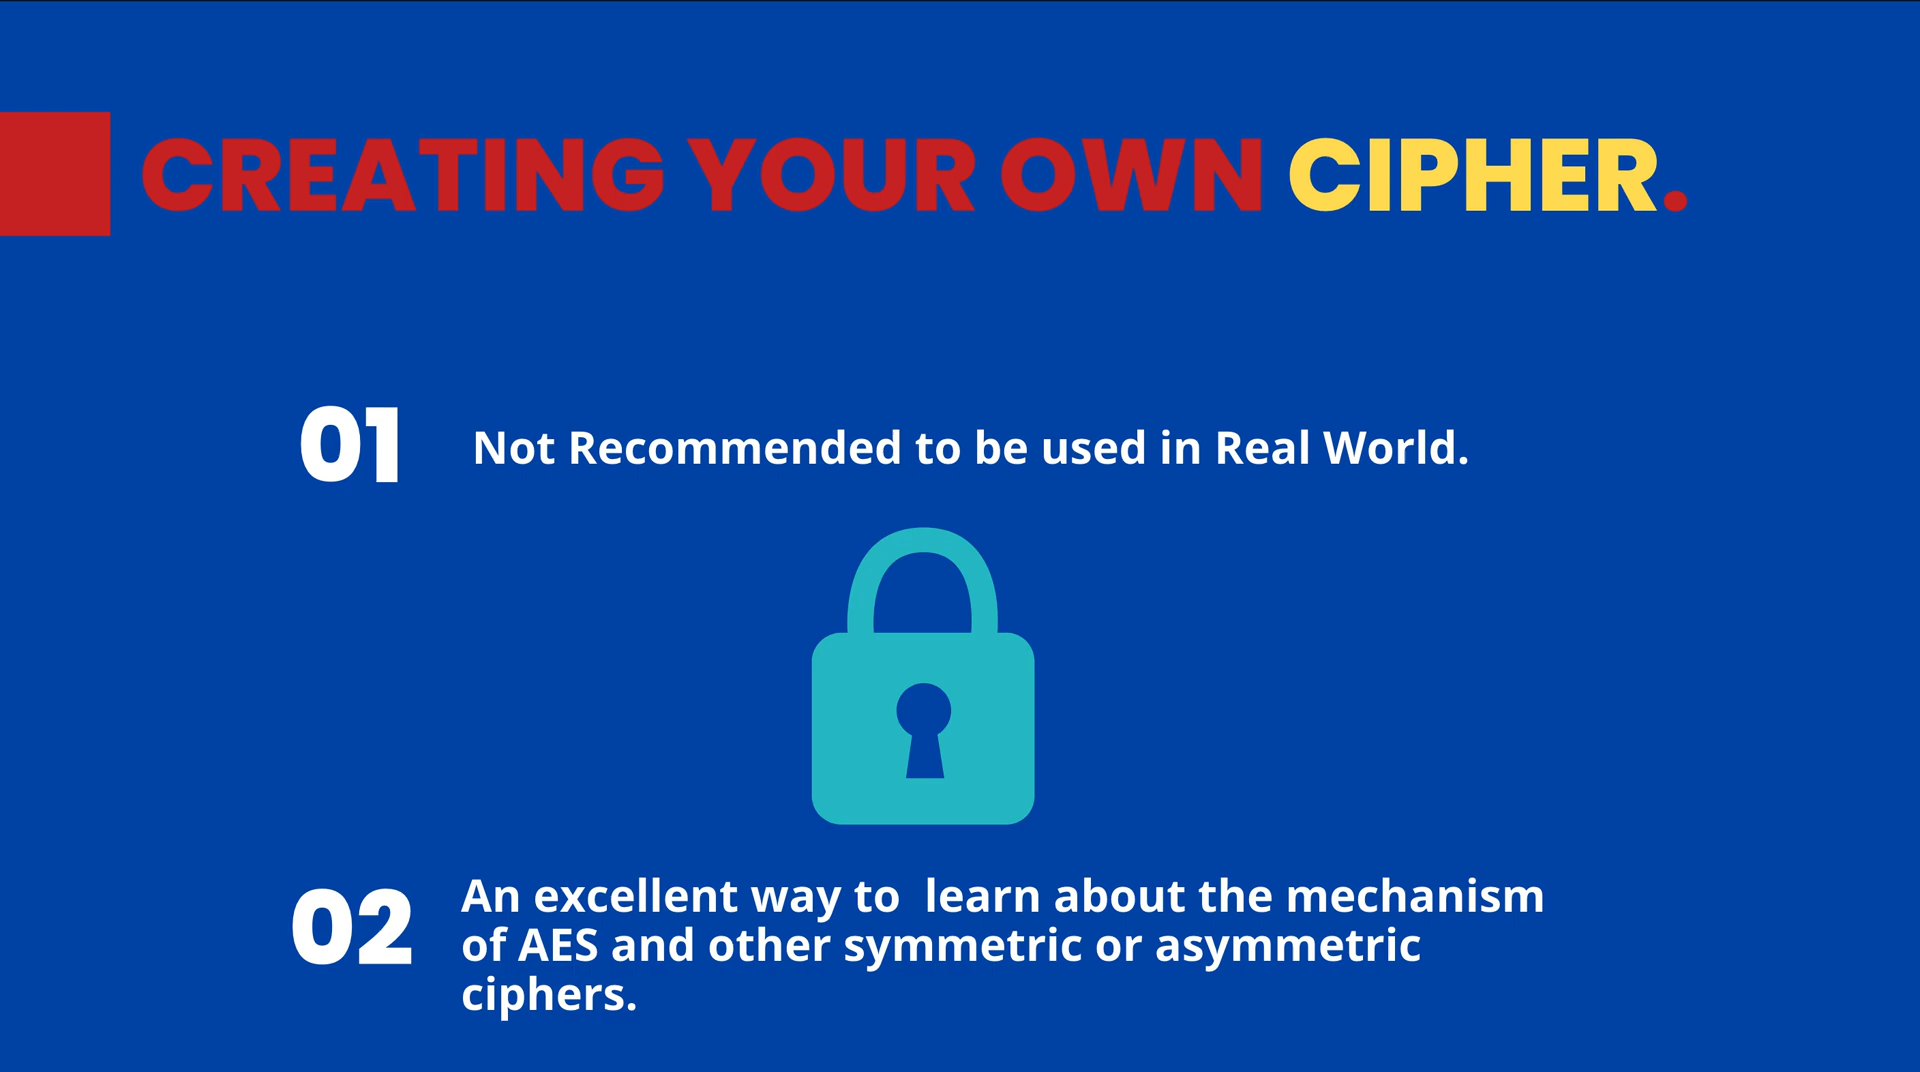 CREATING YOUR OWN CIPHER.
01 Not Recommended to be used in Real World.
02 An excellent way to  learn about the mechanism
of AES and other symmetric or asymmetric
ciphers.